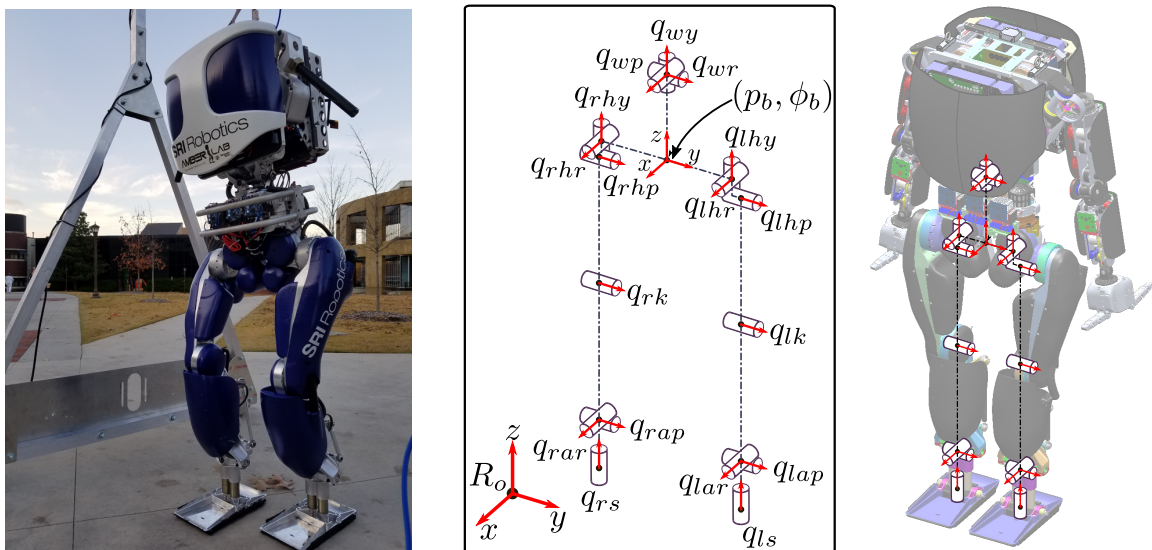 SRI Robotics
AMBER LAB
SRI Robotics
q_{wy}
q_{wp}
q_{wr}
(p_b, ϕ_b)
q_{rhy}
z
y
x
q_{lhy}
q_{rhr}
q_{rhp}
q_{lhr}
q_{lhp}
q_{rk}
q_{lk}
z
q_{rar}
q_{rap}
R_o
q_{rs}
q_{lar}
q_{lap}
x
y
q_{ls}